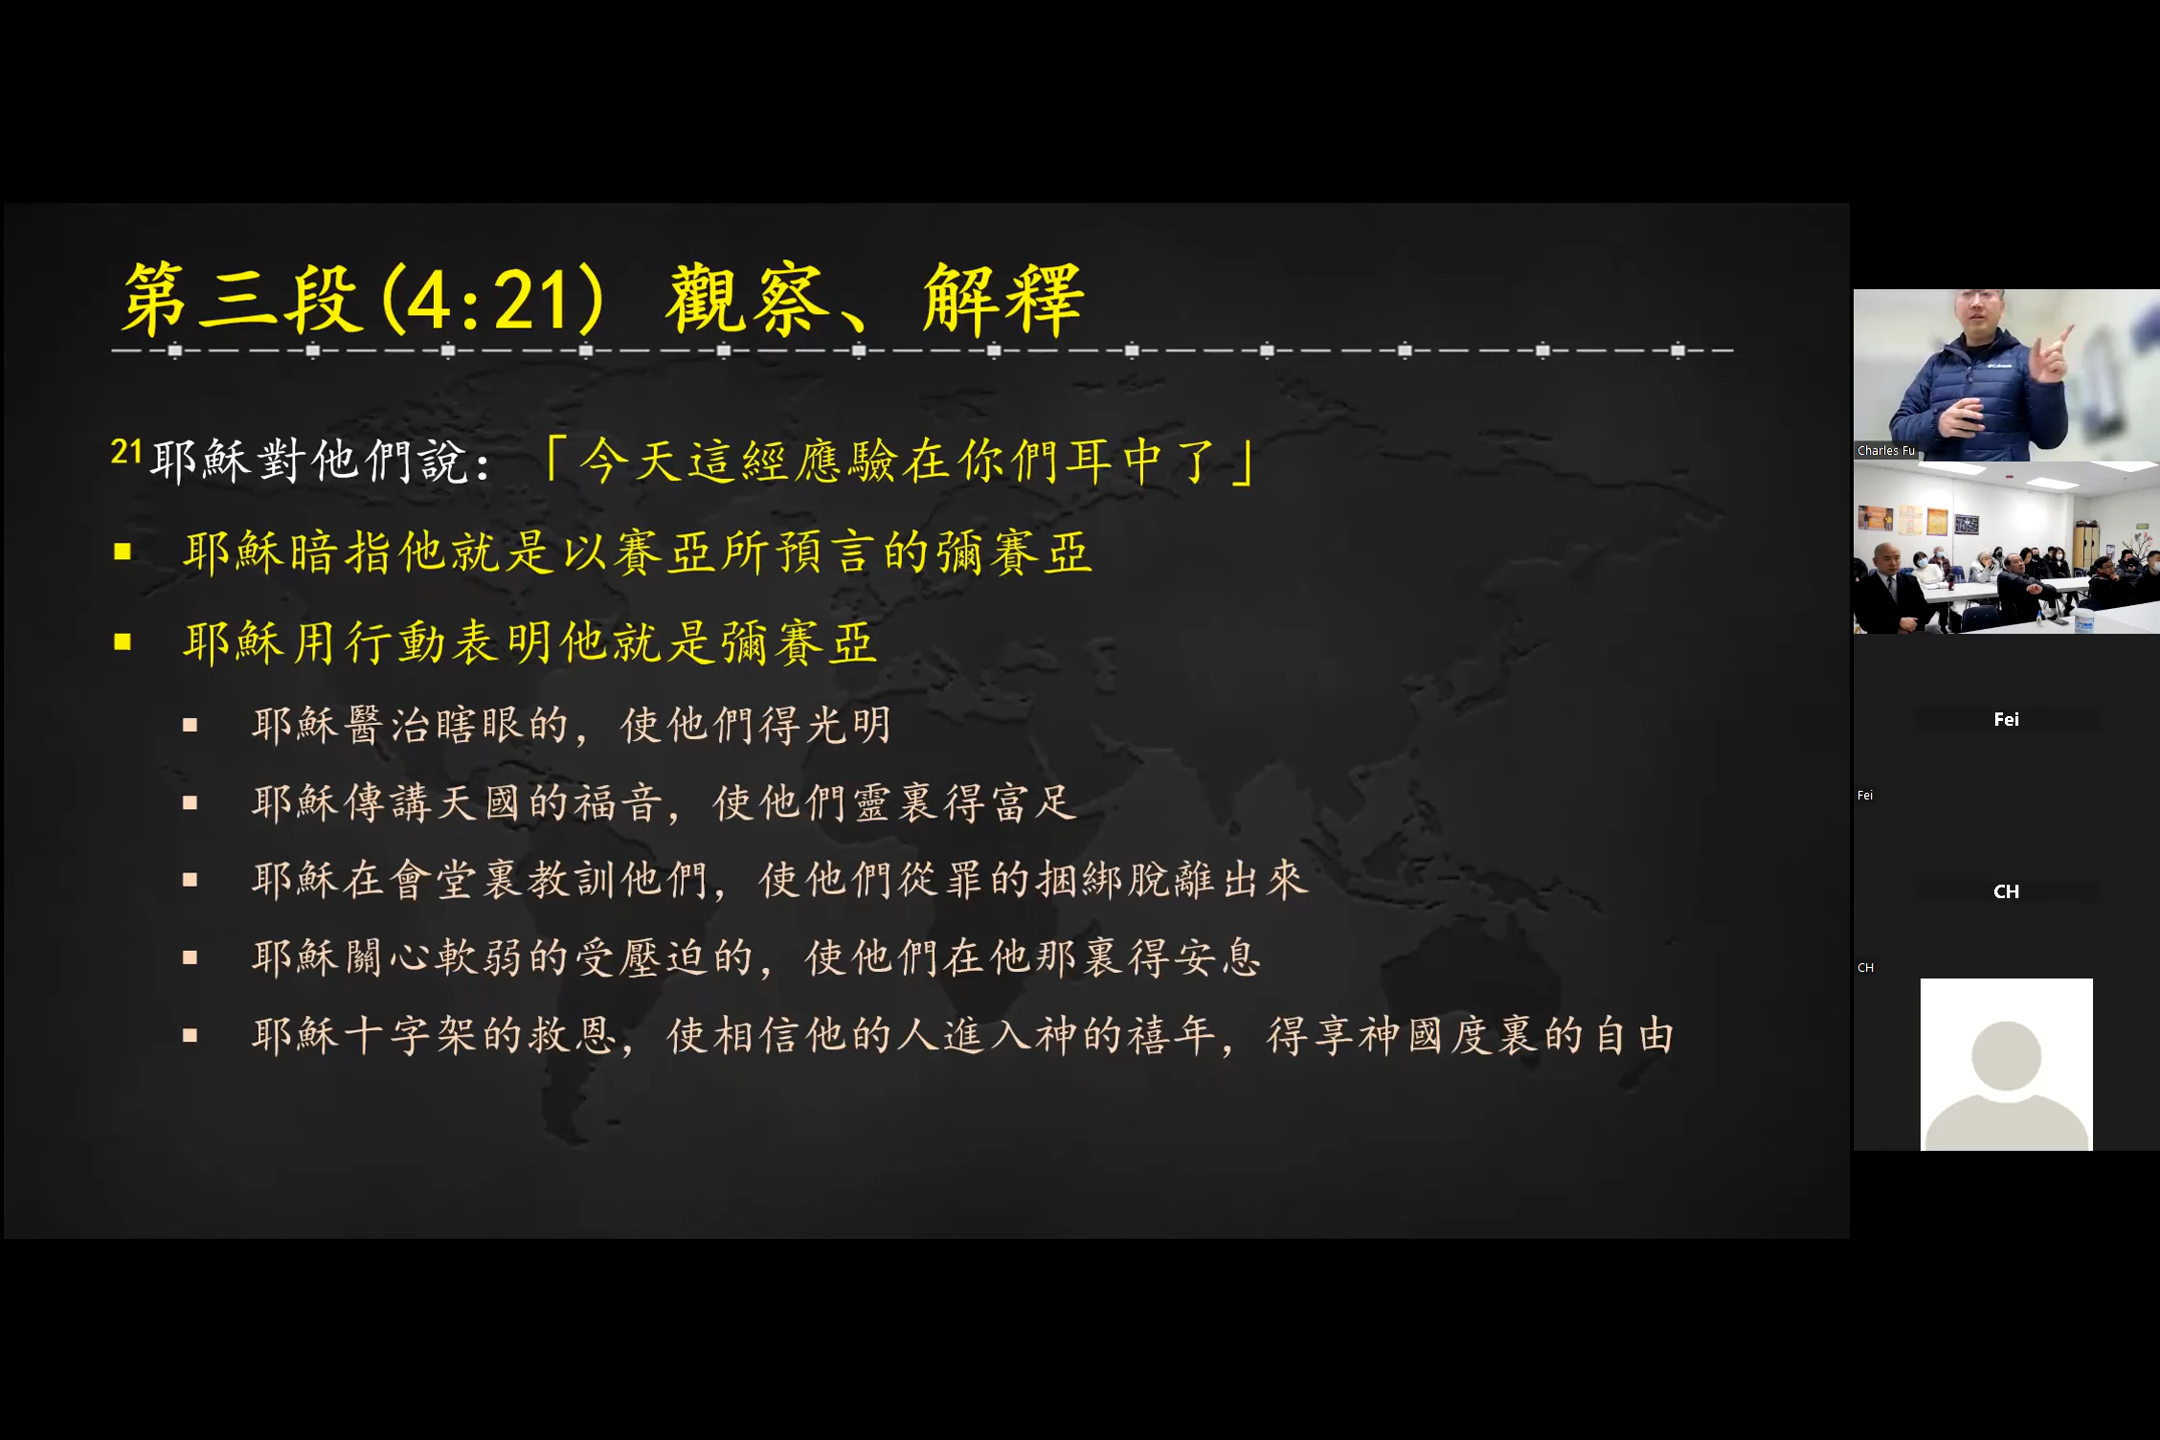 第三段(4:21) 觀察、解釋
21耶穌對他們說：「今天這經應驗在你們耳中了」
▪ 耶穌暗指他就是以賽亞所預言的彌賽亞
▪ 耶穌用行動表明他就是彌賽亞
▪ 耶穌醫治瞎眼的，使他們得光明
▪ 耶穌傳講天國的福音，使他們靈裏得富足
▪ 耶穌在會堂裏教訓他們，使他們從罪的捆綁脫離出來
▪ 耶穌關心軟弱的受壓迫的，使他們在他那裏得安息
▪ 耶穌十字架的救恩，使相信他的人進入神的禧年，得享神國度裏的自由
Columbia
Charles Fu
Fei
Fei
CH
CH